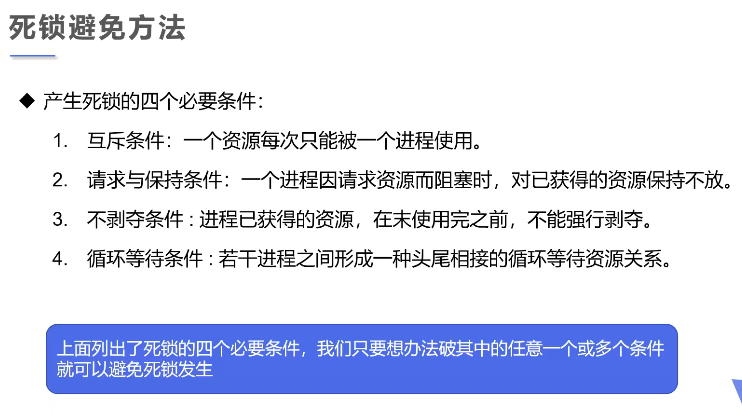 死锁避免方法
◆ 产生死锁的四个必要条件：
1. 互斥条件：一个资源每次只能被一个进程使用。
2. 请求与保持条件：一个进程因请求资源而阻塞时，对已获得的资源保持不放。
3. 不剥夺条件 : 进程已获得的资源，在末使用完之前，不能强行剥夺。
4. 循环等待条件 : 若干进程之间形成一种头尾相接的循环等待资源关系。
上面列出了死锁的四个必要条件，我们只要想办法破其中的任意一个或多个条件
就可以避免死锁发生